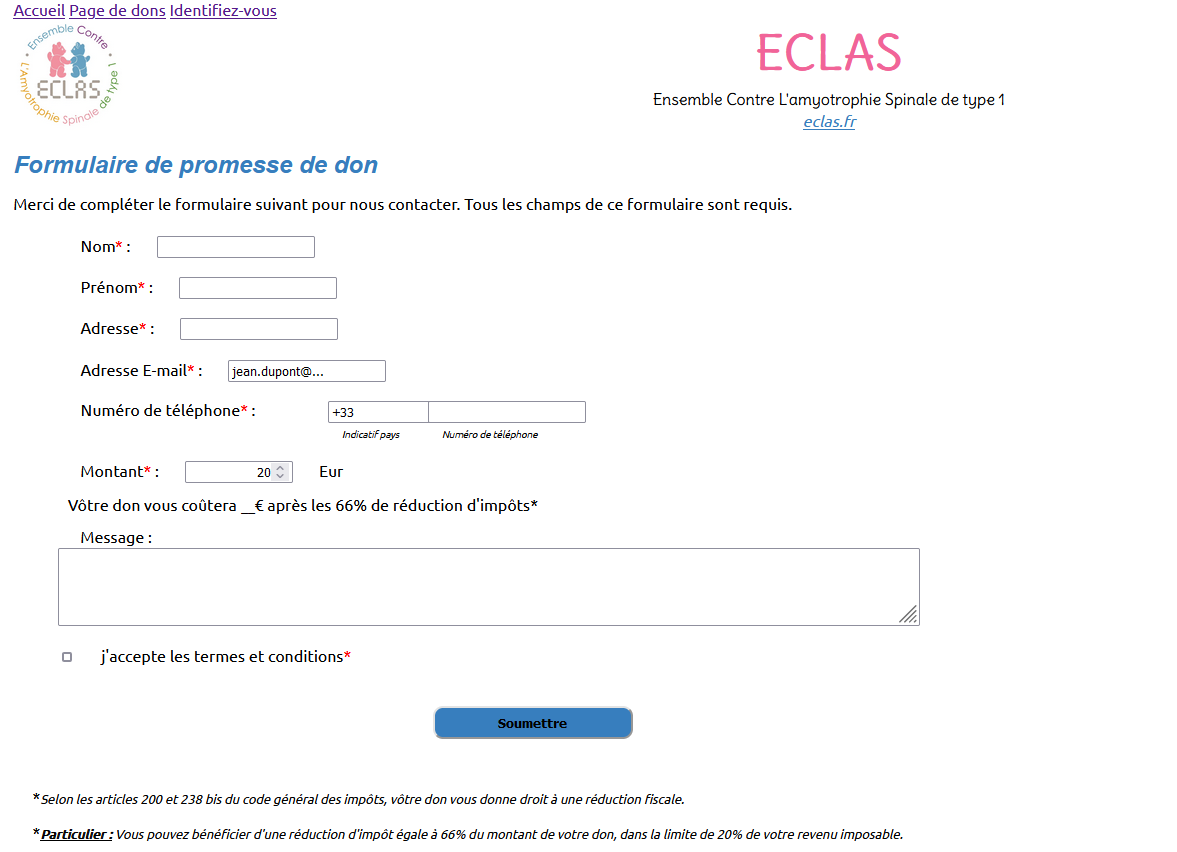 Accueil Page de dons Identifiez-vous
Ensemble Contre
L'Amyotrophie Spinale de type 1
ECLAS
ECLAS
Ensemble Contre L'amyotrophie Spinale de type 1
eclas.fr
Formulaire de promesse de don
Merci de compléter le formulaire suivant pour nous contacter. Tous les champs de ce formulaire sont requis.
Nom* :
Prénom* :
Adresse* :
Adresse E-mail* : jean.dupont@...
Numéro de téléphone* : +33
Indicatif pays Numéro de téléphone
Montant* : 20 Eur
Vôtre don vous coûtera __€ après les 66% de réduction d'impôts*
Message :
j'accepte les termes et conditions*
Soumettre
*Selon les articles 200 et 238 bis du code général des impôts, vôtre don vous donne droit à une réduction fiscale.
*Particulier : Vous pouvez bénéficier d'une réduction d'impôt égale à 66% du montant de votre don, dans la limite de 20% de votre revenu imposable.